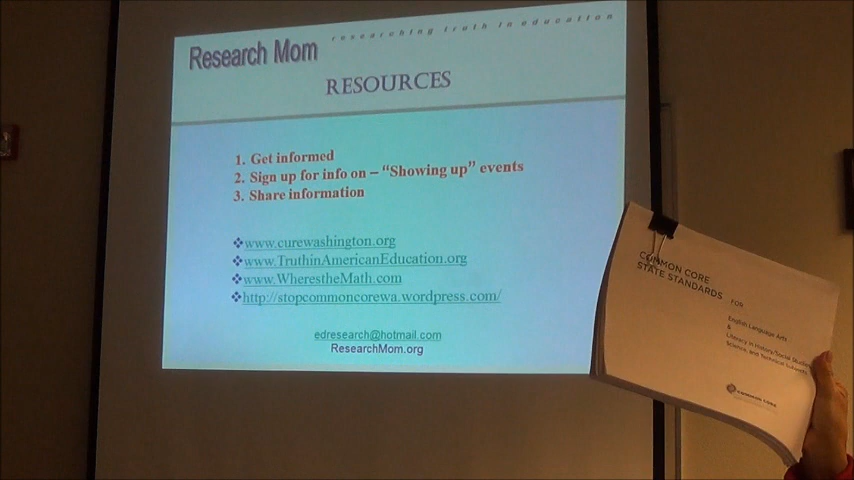 researching truth in education
Research Mom
RESOURCES
1. Get informed
2. Sign up for info on – “Showing up” events
3. Share information
www.curewashington.org
www.TruthinAmericanEducation.org
www.WherestheMath.com
http://stopcommoncorewa.wordpress.com/
edresearch@hotmail.com
ResearchMom.org
COMMON CORE
STATE STANDARDS FOR
English Language Arts
&
Literacy in History/Social Studies,
Science, and Technical Subjects
COMMON CORE